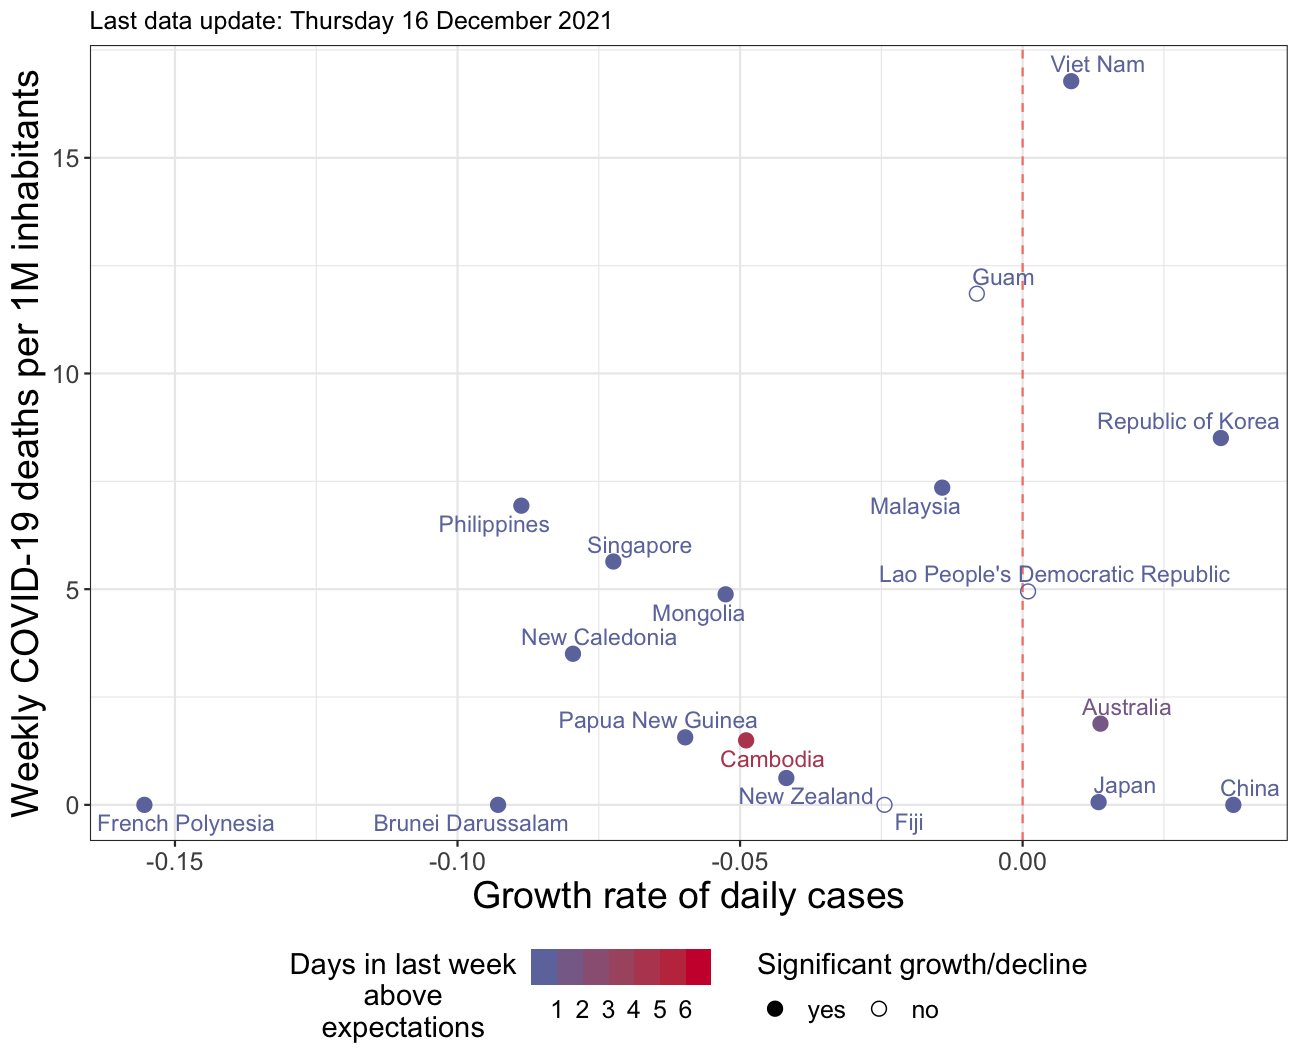 Last data update: Thursday 16 December 2021
Weekly COVID-19 deaths per 1M inhabitants
15
10
5
0
Viet Nam
Guam
Republic of Korea
Malaysia
Philippines
Singapore
Lao People's Democratic Republic
Mongolia
New Caledonia
Australia
Papua New Guinea
Cambodia
Japan
China
New Zealand
French Polynesia
Brunei Darussalam
Fiji
-0.15
-0.10
-0.05
0.00
Growth rate of daily cases
Days in last week
above
expectations
1 2 3 4 5 6
Significant growth/decline
yes
no